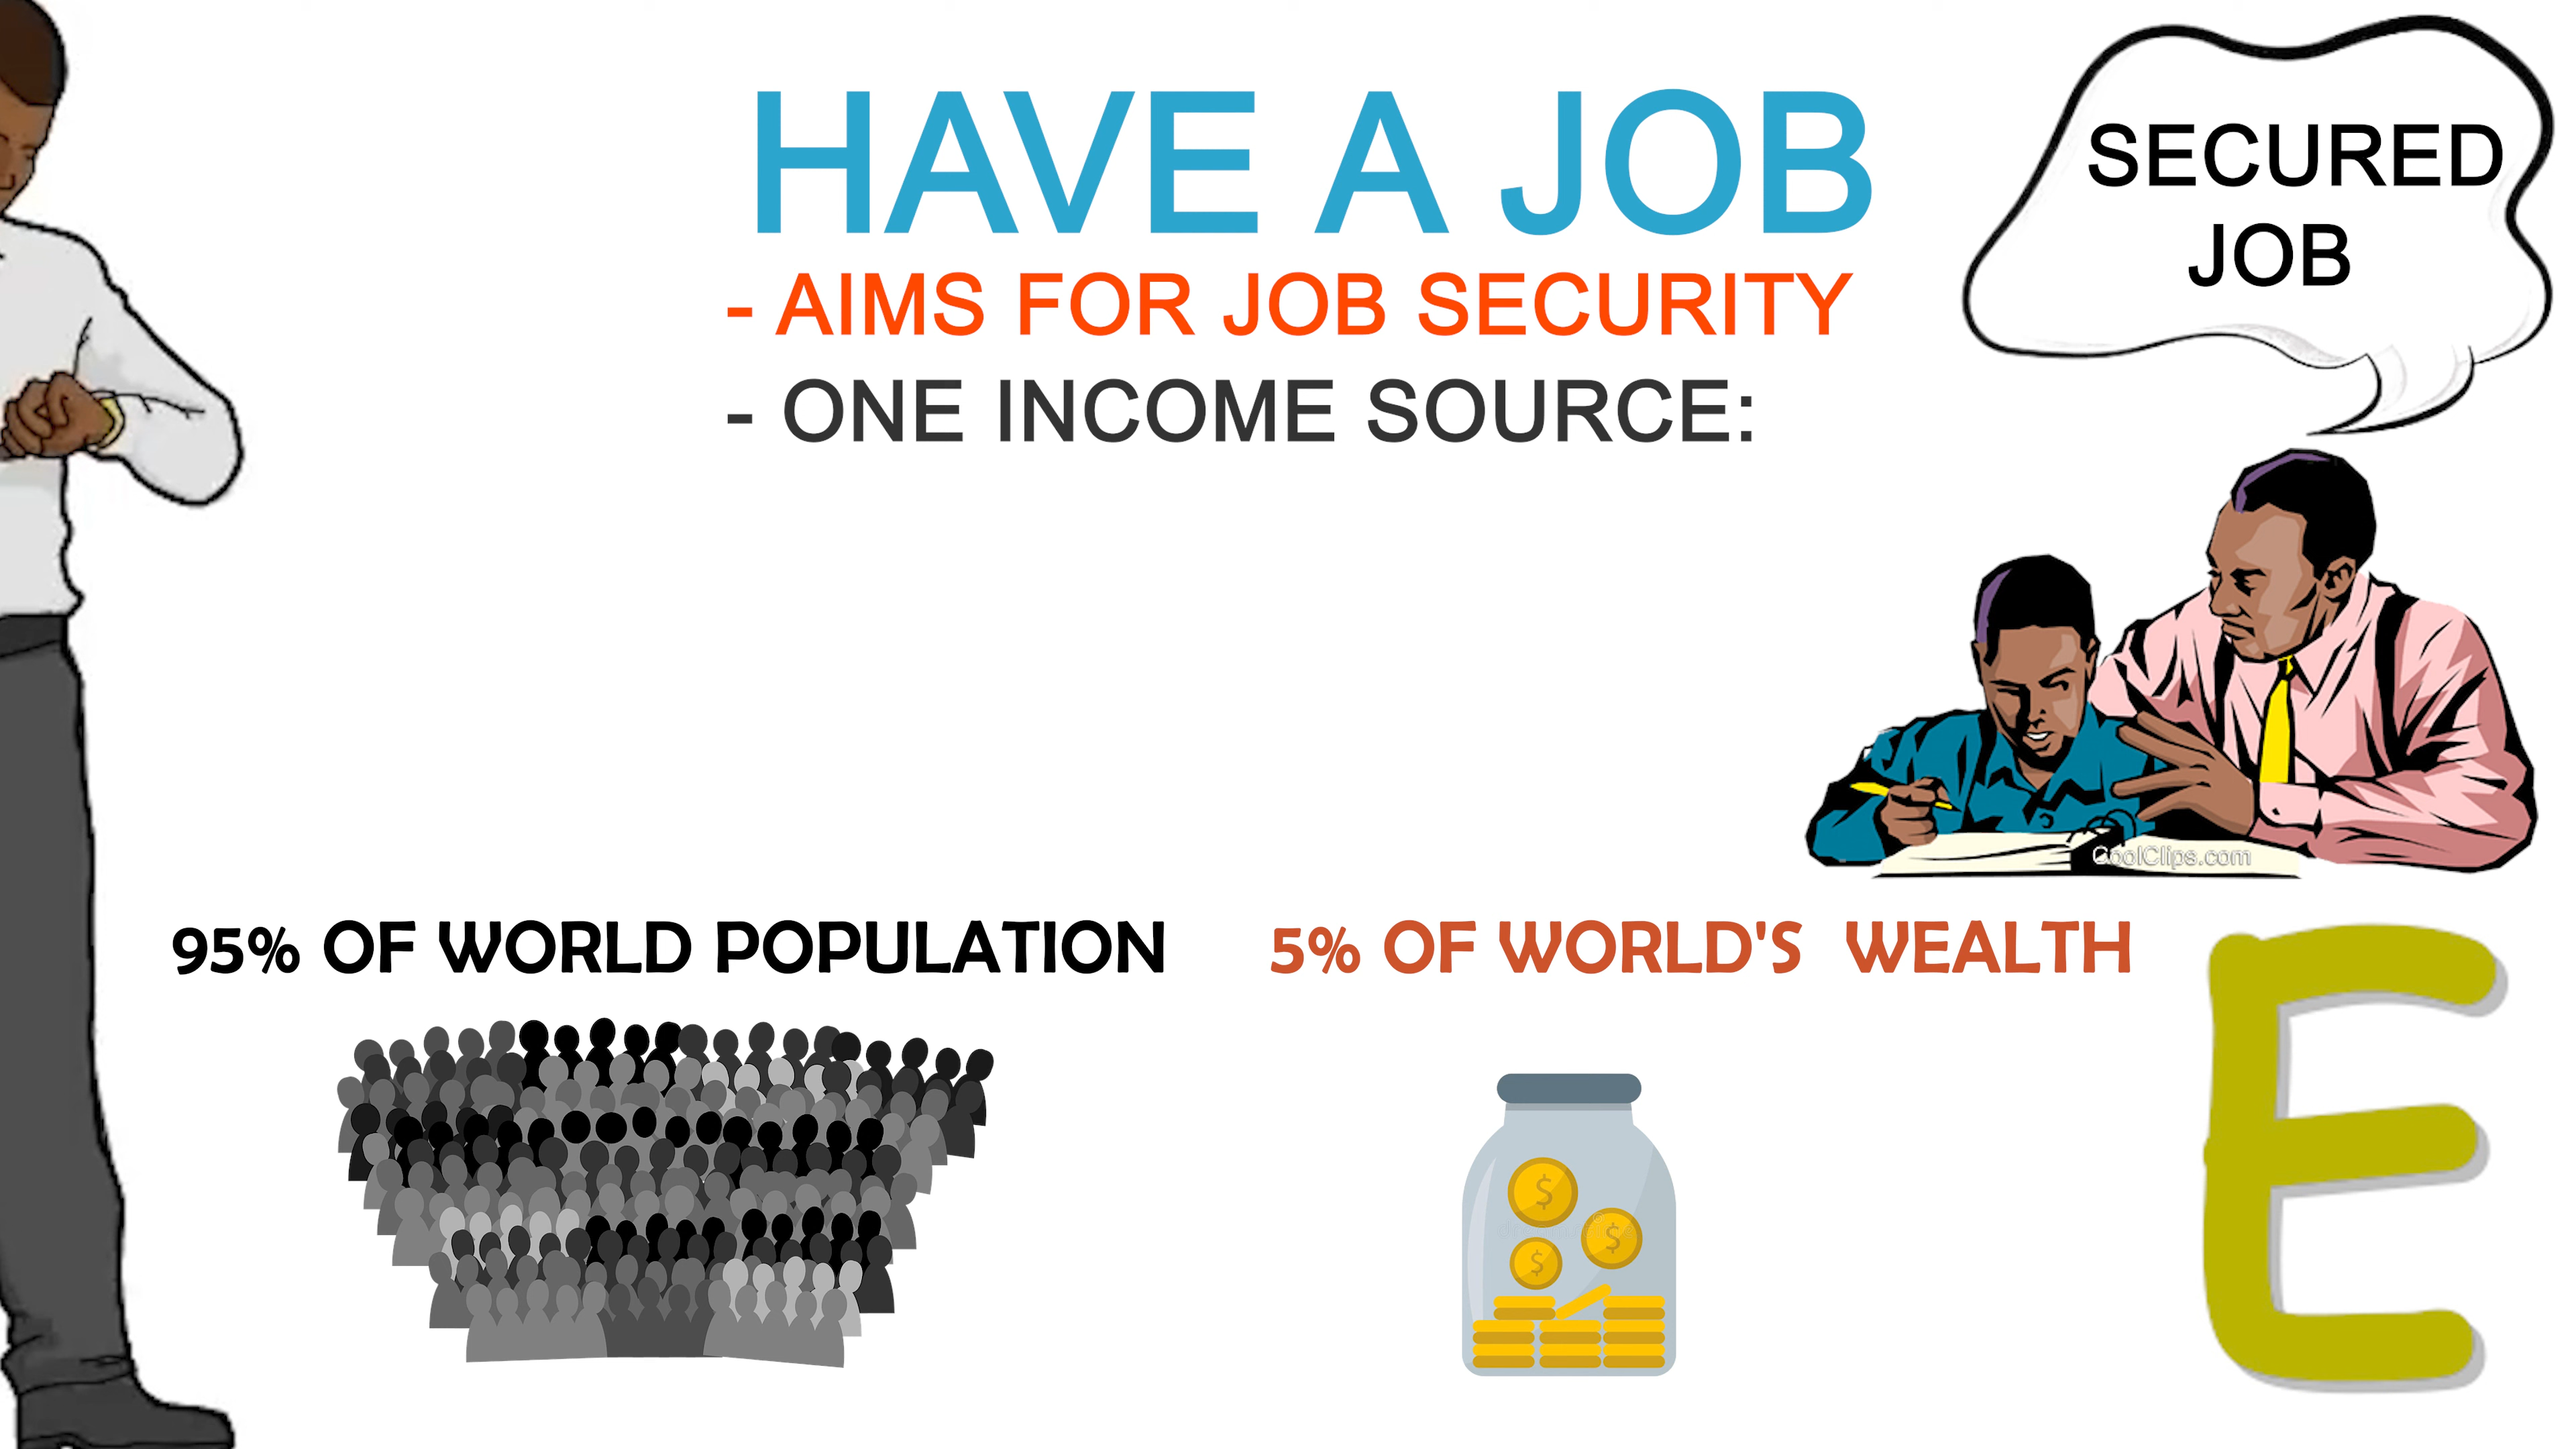 HAVE A JOB
- AIMS FOR JOB SECURITY
- ONE INCOME SOURCE:
SECURED
JOB
CoolClips.com
95% OF WORLD POPULATION
5% OF WORLD'S WEALTH
$
$
$
E